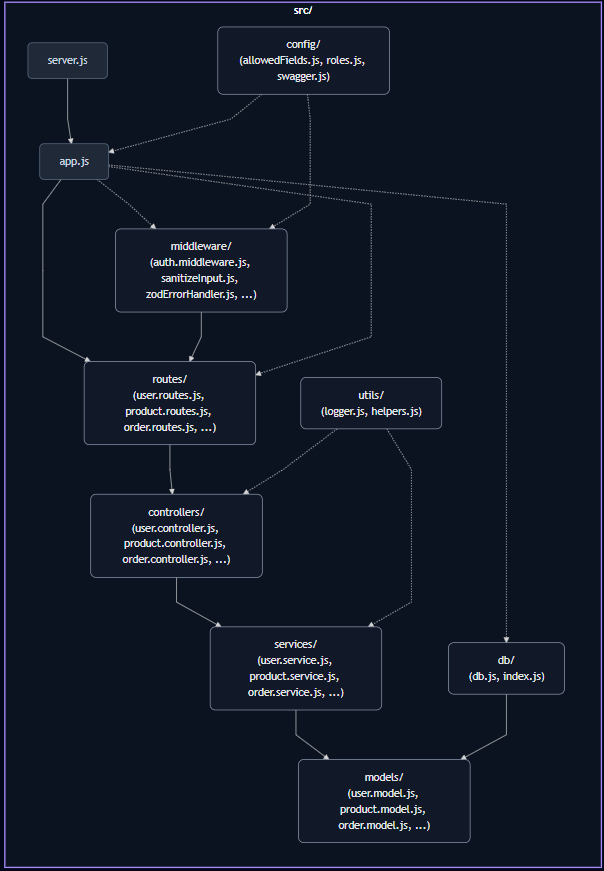 src/
server.js
config/
(allowedFields.js, roles.js,
swagger.js)
app.js
middleware/
(auth.middleware.js,
sanitizeInput.js,
zodErrorHandler.js, ...)
routes/
(user.routes.js,
product.routes.js,
order.routes.js, ...)
utils/
(logger.js, helpers.js)
controllers/
(user.controller.js,
product.controller.js,
order.controller.js, ...)
services/
(user.service.js,
product.service.js,
order.service.js, ...)
db/
(db.js, index.js)
models/
(user.model.js,
product.model.js,
order.model.js, ...)